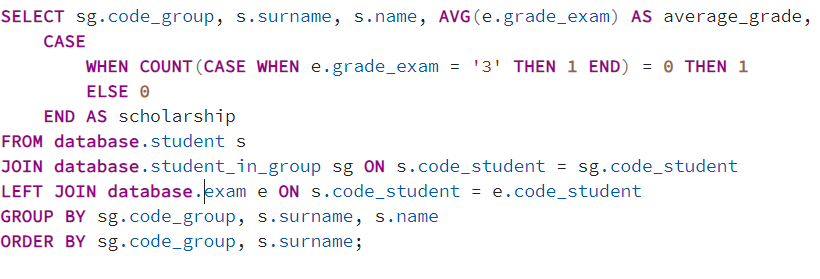 SELECT sg.code_group, s.surname, s.name, AVG(e.grade_exam) AS average_grade,
CASE
WHEN COUNT(CASE WHEN e.grade_exam = '3' THEN 1 END) = 0 THEN 1
ELSE 0
END AS scholarship
FROM database.student s
JOIN database.student_in_group sg ON s.code_student = sg.code_student
LEFT JOIN database.exam e ON s.code_student = e.code_student
GROUP BY sg.code_group, s.surname, s.name
ORDER BY sg.code_group, s.surname;